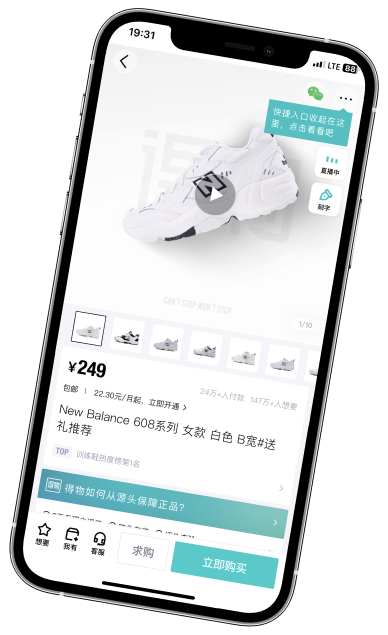 19:31
LTE 88
快捷入口收起在这
里，点击看看吧
直播中
刻字
N
CAN'T STOP WON'T STOP
1/10
¥249
24万+人付款 147万+人想要
包邮 | 22.30元/月起，立即开通 >
New Balance 608系列 女款 白色 B宽#送
礼推荐
TOP 训练鞋热度榜第1名
得物如何从源头保障正品?
想要
我有
客服
求购
立即购买